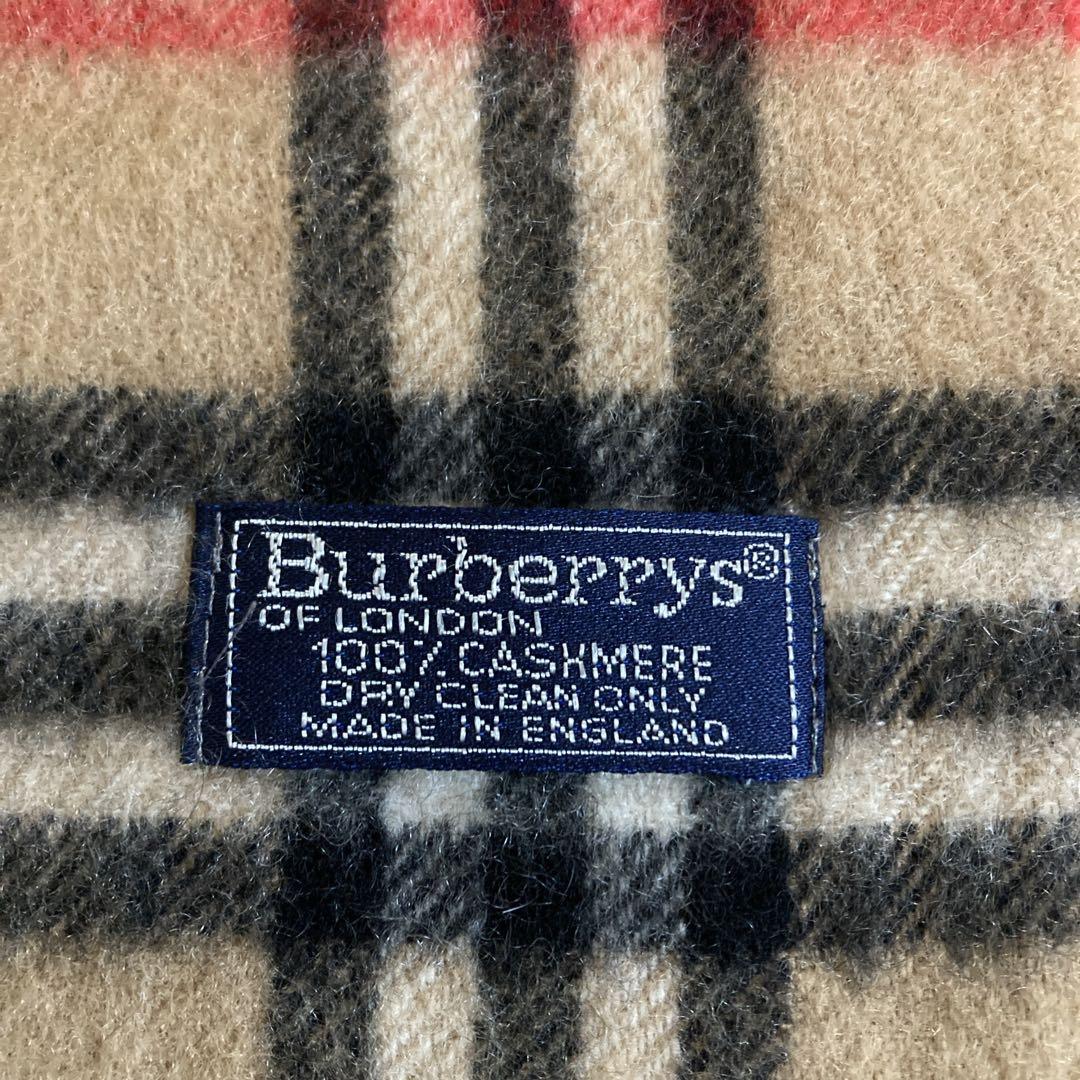 Burberrys®
OF LONDON
100% CASHMERE
DRY CLEAN ONLY
MADE IN ENGLAND